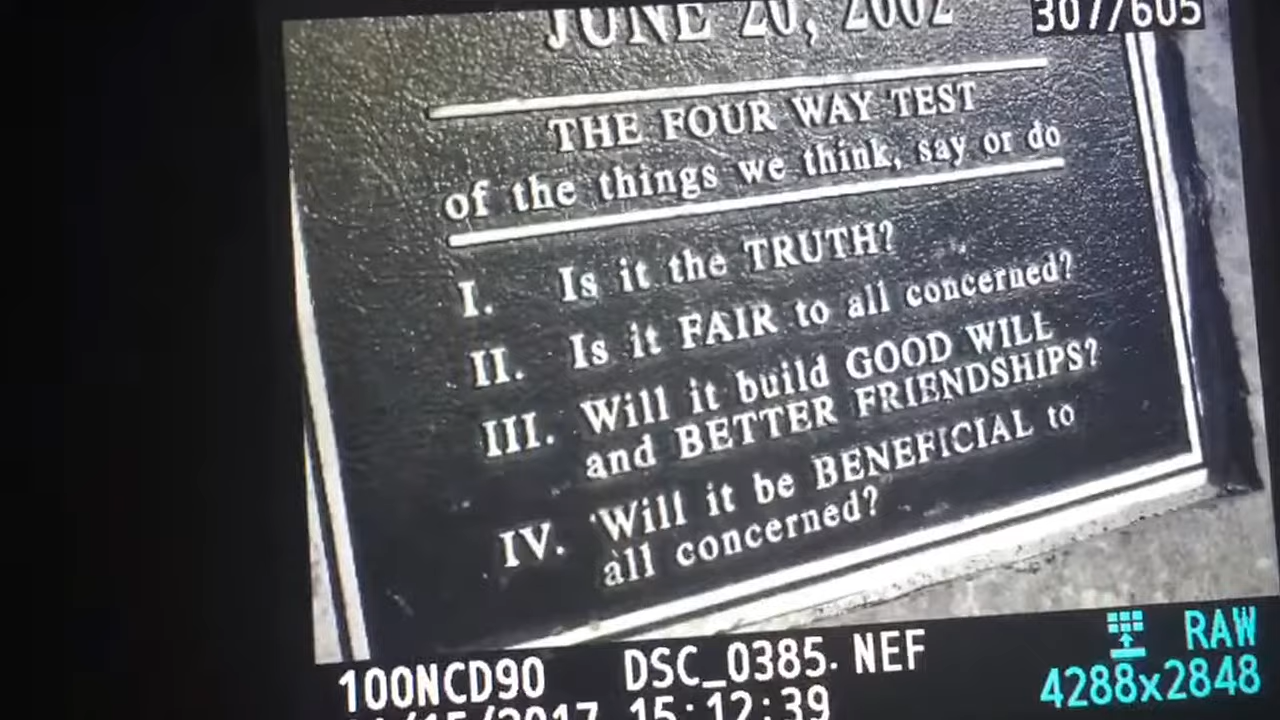 JUNE 20, 2002
307/605
THE FOUR WAY TEST
of the things we think, say or do
I. Is it the TRUTH?
II. Is it FAIR to all concerned?
III. Will it build GOOD WILL
and BETTER FRIENDSHIPS?
IV. Will it be BENEFICIAL to
all concerned?
100NCD90 DSC_0385.NEF RAW
/15/2017 15:12:39 4288x2848